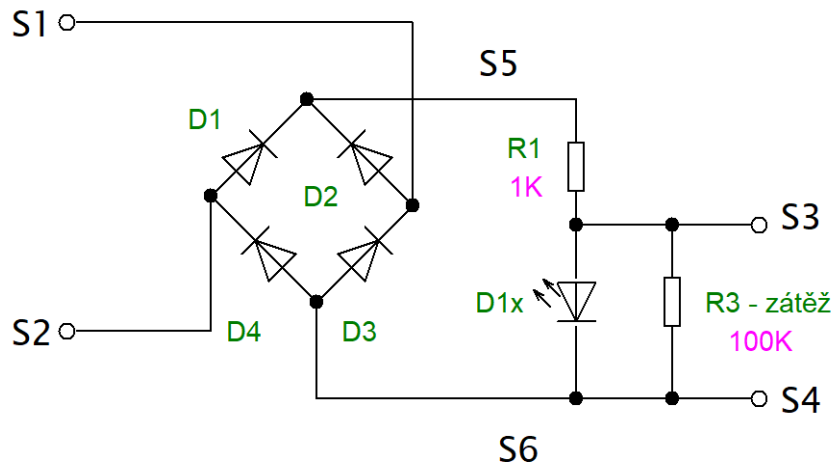 S1
S5
D1
R1
1K
D2
S3
D1x
R3 - zátěž
100K
S2
D4
D3
S4
S6